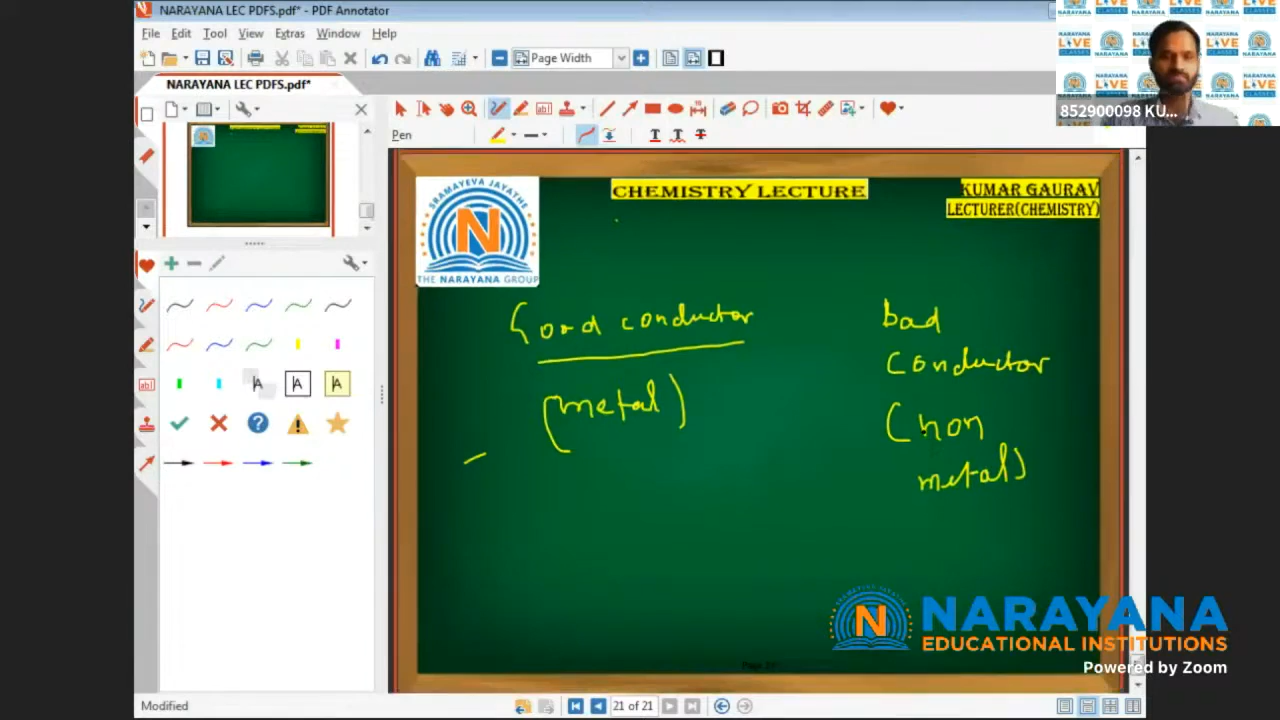 NARAYANA LEC PDFS.pdf* - PDF Annotator
File Edit Tool View Extras Window Help
Page Width
NARAYANA LEC PDFS.pdf*
Pen
852900098 KU...
SRAMAYEVA JAYATHE
N
THE NARAYANA GROUP
CHEMISTRY LECTURE
KUMAR GAURAV
LECTURER(CHEMISTRY)
Good conductor
(metal)
bad
conductor
(non
metal)
NARAYANA
EDUCATIONAL INSTITUTIONS
Powered by Zoom
Modified
21 of 21